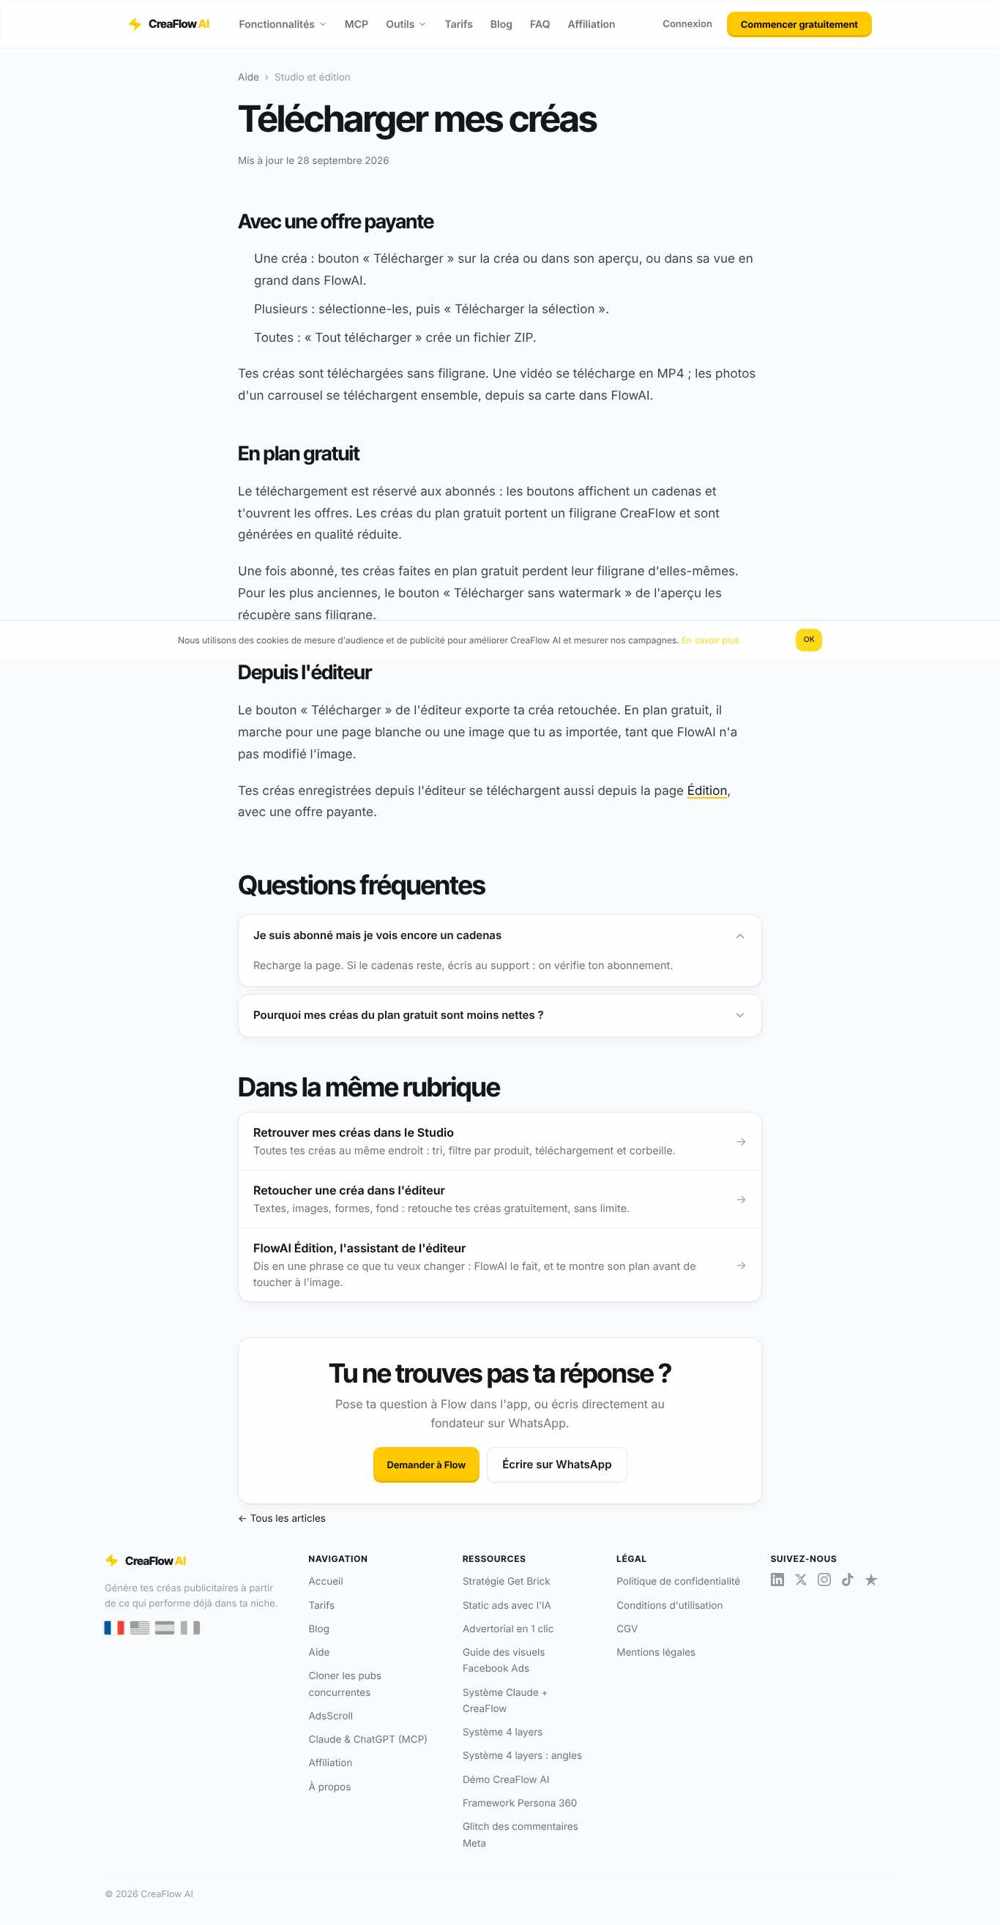 CreaFlow AI
Fonctionnalités
MCP
Outils
Tarifs
Blog
FAQ
Affiliation
Connexion
Commencer gratuitement
Aide › Studio et édition
Télécharger mes créas
Mis à jour le 28 septembre 2026
Avec une offre payante
Une créa : bouton « Télécharger » sur la créa ou dans son aperçu, ou dans sa vue en
grand dans FlowAI.
Plusieurs : sélectionne-les, puis « Télécharger la sélection ».
Toutes : « Tout télécharger » crée un fichier ZIP.
Tes créas sont téléchargées sans filigrane. Une vidéo se télécharge en MP4 ; les photos
d'un carrousel se téléchargent ensemble, depuis sa carte dans FlowAI.
En plan gratuit
Le téléchargement est réservé aux abonnés : les boutons affichent un cadenas et
t'ouvrent les offres. Les créas du plan gratuit portent un filigrane CreaFlow et sont
générées en qualité réduite.
Une fois abonné, tes créas faites en plan gratuit perdent leur filigrane d'elles-mêmes.
Pour les plus anciennes, le bouton « Télécharger sans watermark » de l'aperçu les
récupère sans filigrane.
Nous utilisons des cookies de mesure d'audience et de publicité pour améliorer CreaFlow AI et mesurer nos campagnes. En savoir plus
OK
Depuis l'éditeur
Le bouton « Télécharger » de l'éditeur exporte ta créa retouchée. En plan gratuit, il
marche pour une page blanche ou une image que tu as importée, tant que FlowAI n'a
pas modifié l'image.
Tes créas enregistrées depuis l'éditeur se téléchargent aussi depuis la page Édition,
avec une offre payante.
Questions fréquentes
Je suis abonné mais je vois encore un cadenas
Recharge la page. Si le cadenas reste, écris au support : on vérifie ton abonnement.
Pourquoi mes créas du plan gratuit sont moins nettes ?
Dans la même rubrique
Retrouver mes créas dans le Studio
Toutes tes créas au même endroit : tri, filtre par produit, téléchargement et corbeille.
Retoucher une créa dans l'éditeur
Textes, images, formes, fond : retouche tes créas gratuitement, sans limite.
FlowAI Édition, l'assistant de l'éditeur
Dis en une phrase ce que tu veux changer : FlowAI le fait, et te montre son plan avant de
toucher à l'image.
Tu ne trouves pas ta réponse ?
Pose ta question à Flow dans l'app, ou écris directement au
fondateur sur WhatsApp.
Demander à Flow
Écrire sur WhatsApp
← Tous les articles
CreaFlow AI
Génère tes créas publicitaires à partir
de ce qui performe déjà dans ta niche.
NAVIGATION
Accueil
Tarifs
Blog
Aide
Cloner les pubs
concurrentes
AdsScroll
Claude & ChatGPT (MCP)
Affiliation
À propos
RESSOURCES
Stratégie Get Brick
Static ads avec l'IA
Advertorial en 1 clic
Guide des visuels
Facebook Ads
Système Claude +
CreaFlow
Système 4 layers
Système 4 layers : angles
Démo CreaFlow AI
Framework Persona 360
Glitch des commentaires
Meta
LÉGAL
Politique de confidentialité
Conditions d'utilisation
CGV
Mentions légales
SUIVEZ-NOUS
© 2026 CreaFlow AI